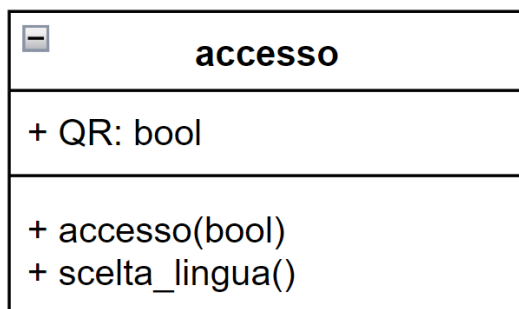 accesso
+ QR: bool
+ accesso(bool)
+ scelta_lingua()